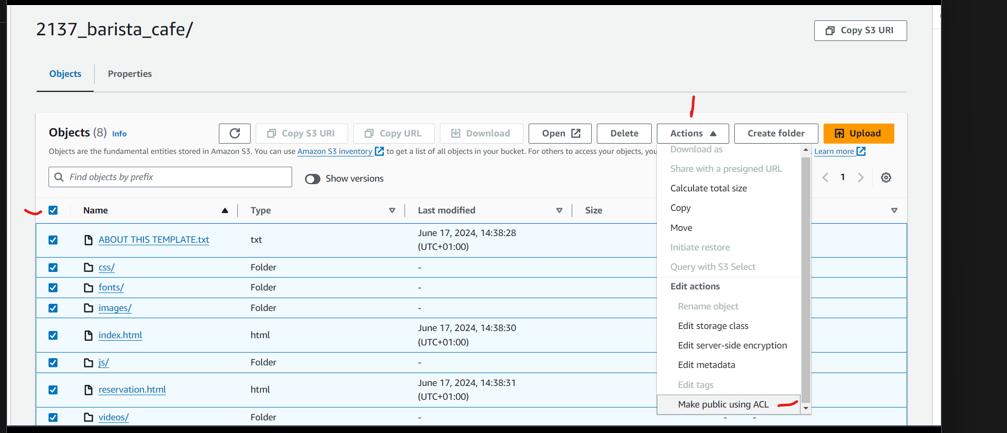 2137_barista_cafe/
Copy S3 URI
Objects Properties
Objects (8) Info
Copy S3 URI Copy URL Download Open Delete Actions Create folder Upload
Objects are the fundamental entities stored in Amazon S3. You can use Amazon S3 inventory to get a list of all objects in your bucket. For others to access your objects, you
Learn more
Find objects by prefix Show versions 1
Name Type Last modified Size
ABOUT THIS TEMPLATE.txt txt June 17, 2024, 14:38:28
(UTC+01:00)
css/ Folder -
fonts/ Folder -
images/ Folder -
index.html html June 17, 2024, 14:38:30
(UTC+01:00)
js/ Folder -
reservation.html html June 17, 2024, 14:38:31
(UTC+01:00)
videos/ Folder - - -
Download as
Share with a presigned URL
Calculate total size
Copy
Move
Initiate restore
Query with S3 Select
Edit actions
Rename object
Edit storage class
Edit server-side encryption
Edit metadata
Edit tags
Make public using ACL